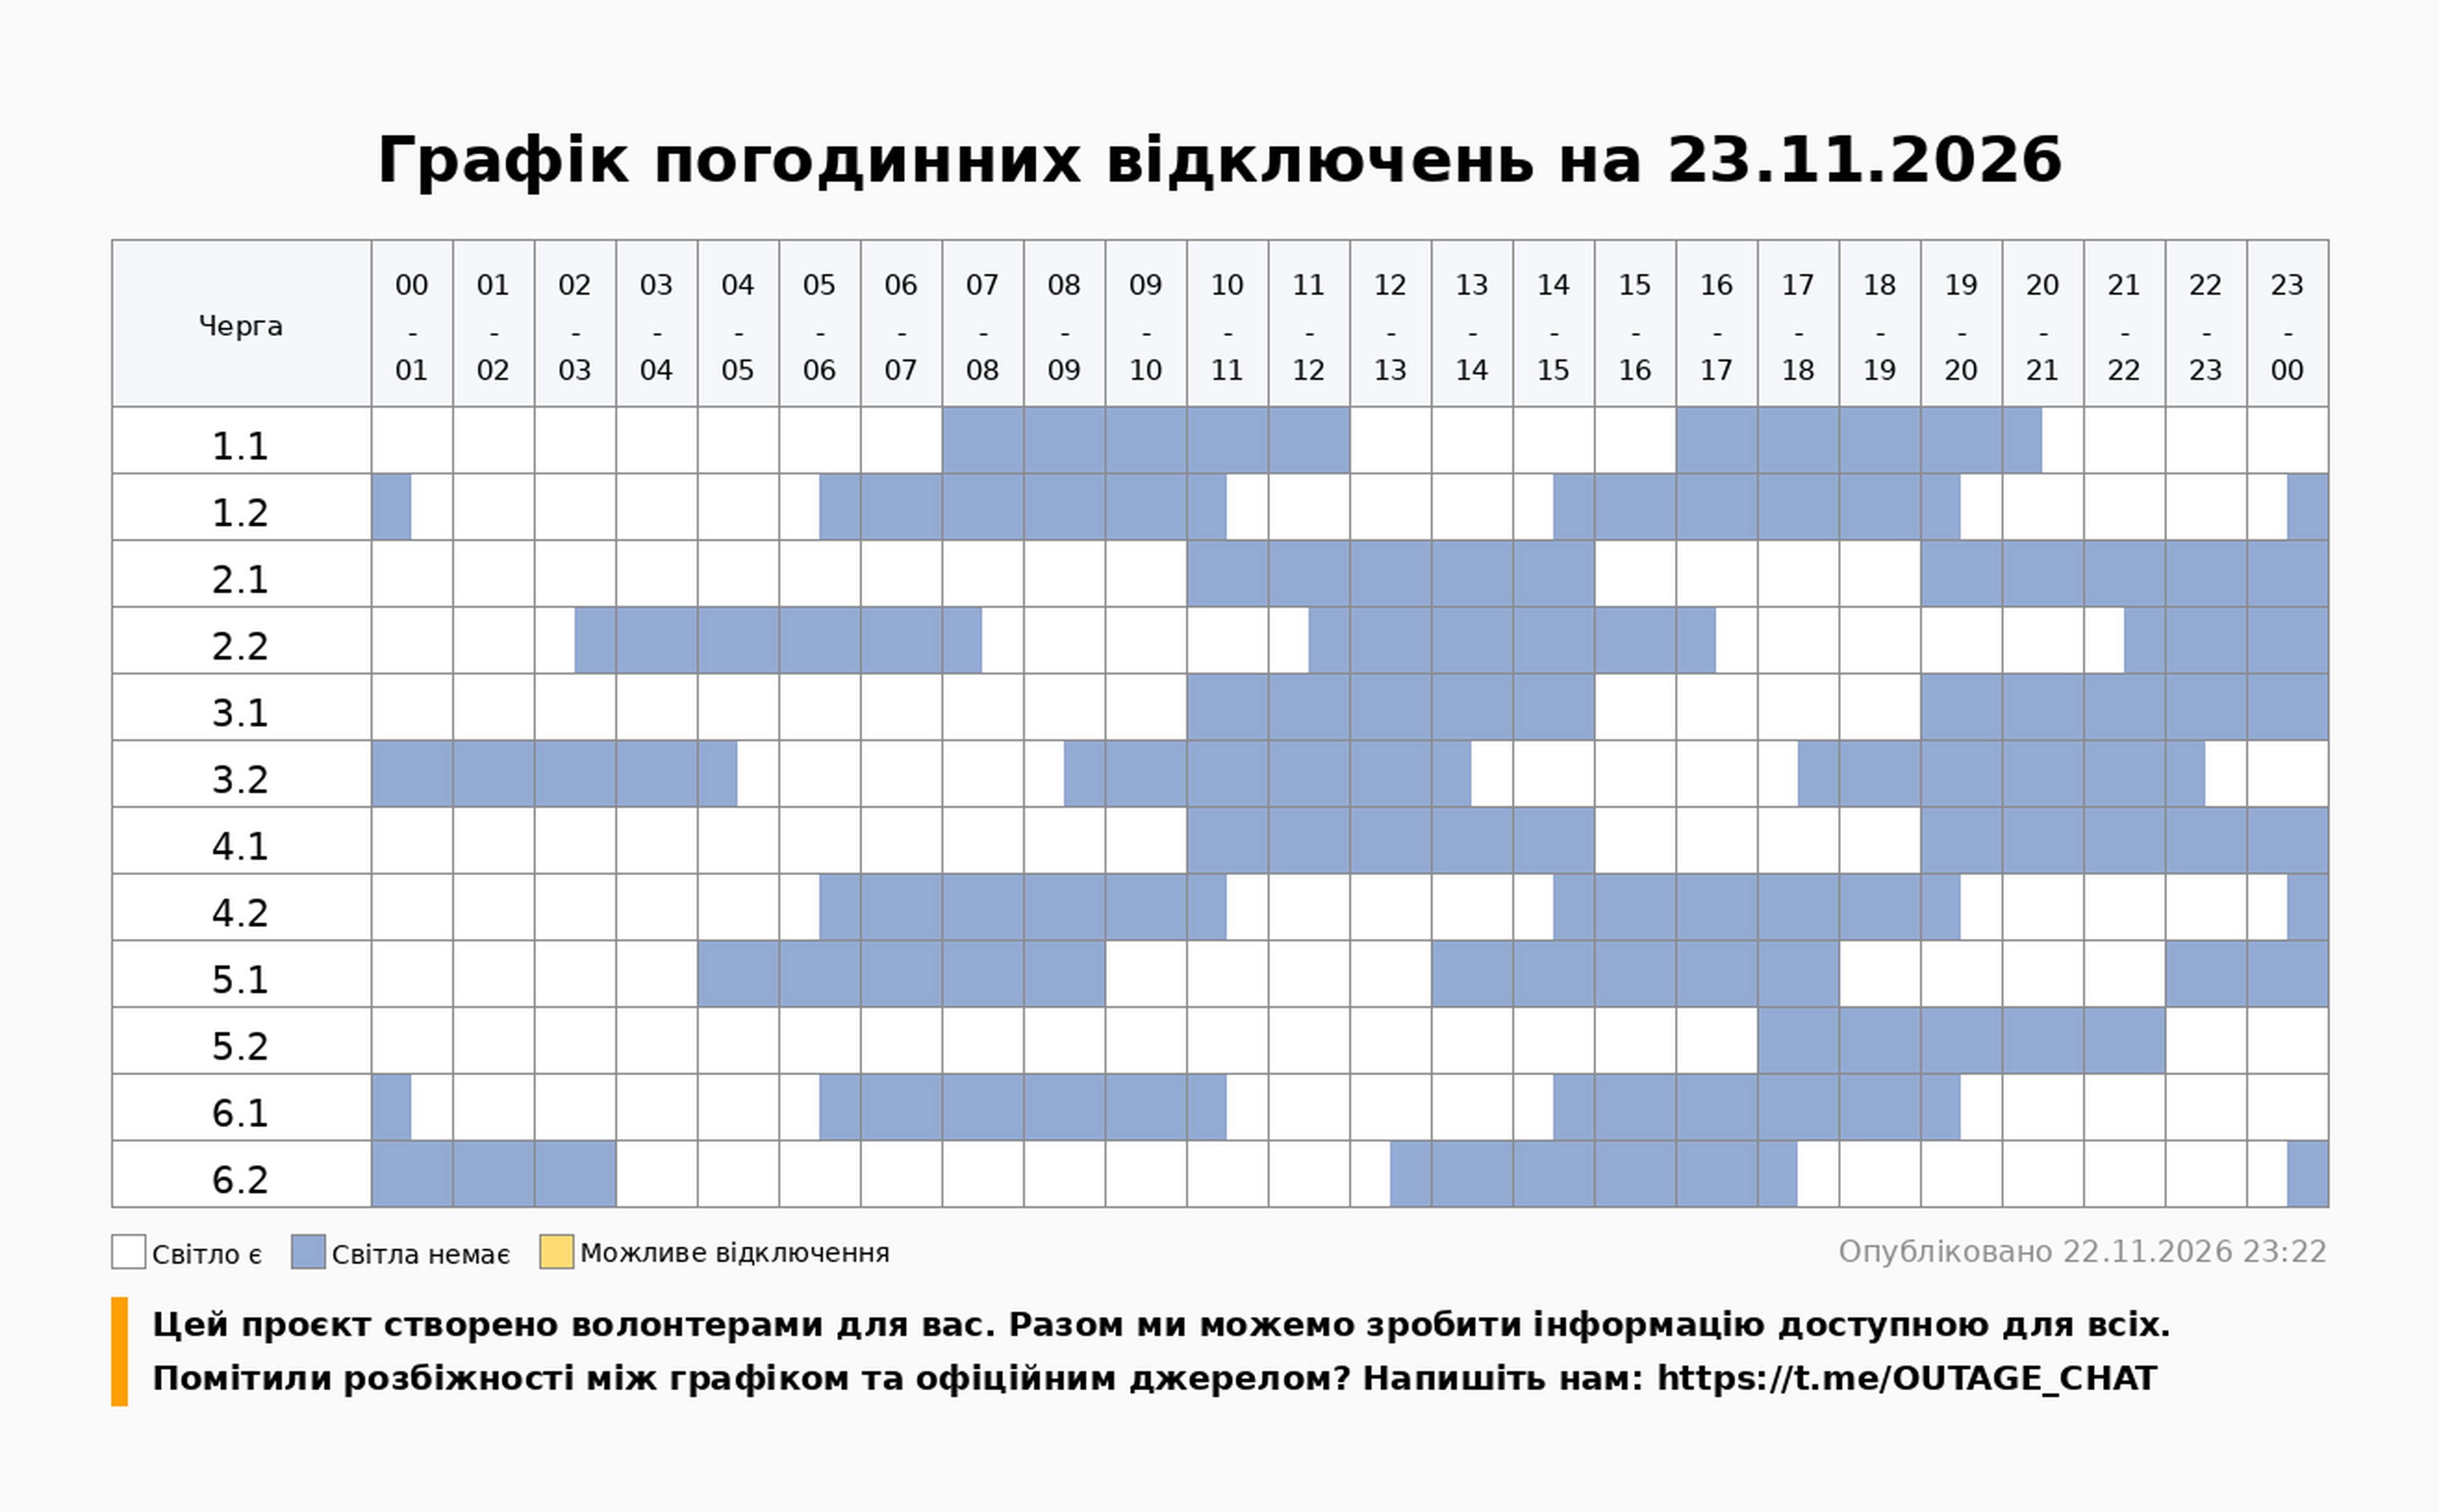 Графік погодинних відключень на 23.11.2026
Черга
00 - 01
01 - 02
02 - 03
03 - 04
04 - 05
05 - 06
06 - 07
07 - 08
08 - 09
09 - 10
10 - 11
11 - 12
12 - 13
13 - 14
14 - 15
15 - 16
16 - 17
17 - 18
18 - 19
19 - 20
20 - 21
21 - 22
22 - 23
23 - 00
1.1
1.2
2.1
2.2
3.1
3.2
4.1
4.2
5.1
5.2
6.1
6.2
Світло є
Світла немає
Можливе відключення
Опубліковано 22.11.2026 23:22
Цей проєкт створено волонтерами для вас. Разом ми можемо зробити інформацію доступною для всіх.
Помітили розбіжності між графіком та офіційним джерелом? Напишіть нам: https://t.me/OUTAGE_CHAT